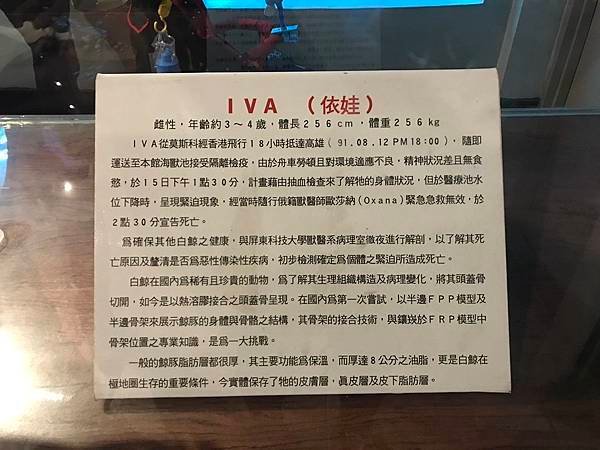 IVA （依娃）
雌性，年齡約3～4歲，體長256cm，體重256kg
IVA從莫斯科經香港飛行18小時抵達高雄（91.08.12PM18:00），隨即
運送至本館海獸池接受隔離檢疫，由於舟車勞頓且對環境適應不良，精神狀況差且無食
慾，於15日下午1點30分，計畫藉由抽血檢查來了解牠的身體狀況，但於醫療池水
位下降時，呈現緊迫現象，經當時隨行俄籍獸醫師歐莎納(Oxana)緊急急救無效，於
2點30分宣告死亡。
為確保其他白鯨之健康，與屏東科技大學獸醫系病理室徹夜進行解剖，以了解其死
亡原因及釐清是否為惡性傳染性疾病，初步檢測確定為個體之緊迫所造成死亡。
白鯨在國內為稀有且珍貴的動物，為了解其生理組織構造及病理變化，將其頭蓋骨
切開，如今是以熱溶膠接合之頭蓋骨呈現。在國內為第一次嘗試，以半邊FPP模型及
半邊骨架來展示鯨豚的身體與骨骼之結構，其骨架的接合技術，與鑲崁於FRP模型中
骨架位置之專業知識，是為一大挑戰。
一般的鯨豚脂肪層都很厚，其主要功能為保溫，而厚達8公分之油脂，更是白鯨在
極地圈生存的重要條件，今實體保存了牠的皮膚層，真皮層及皮下脂肪層。